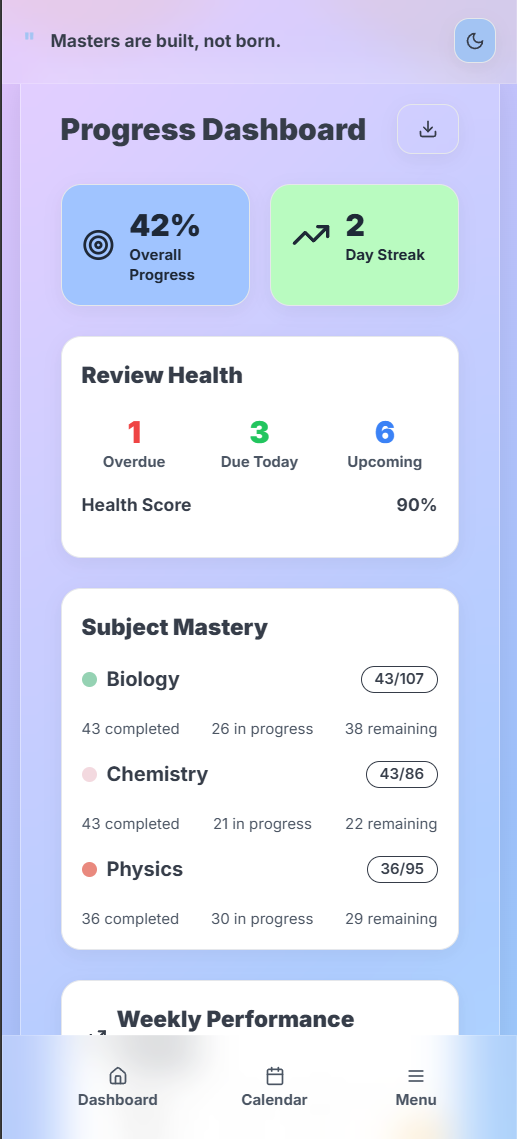 " Masters are built, not born.
Progress Dashboard
42%
Overall
Progress
2
Day Streak
Review Health
1 3 6
Overdue Due Today Upcoming
Health Score 90%
Subject Mastery
Biology 43/107
43 completed 26 in progress 38 remaining
Chemistry 43/86
43 completed 21 in progress 22 remaining
Physics 36/95
36 completed 30 in progress 29 remaining
Weekly Performance
Dashboard Calendar Menu